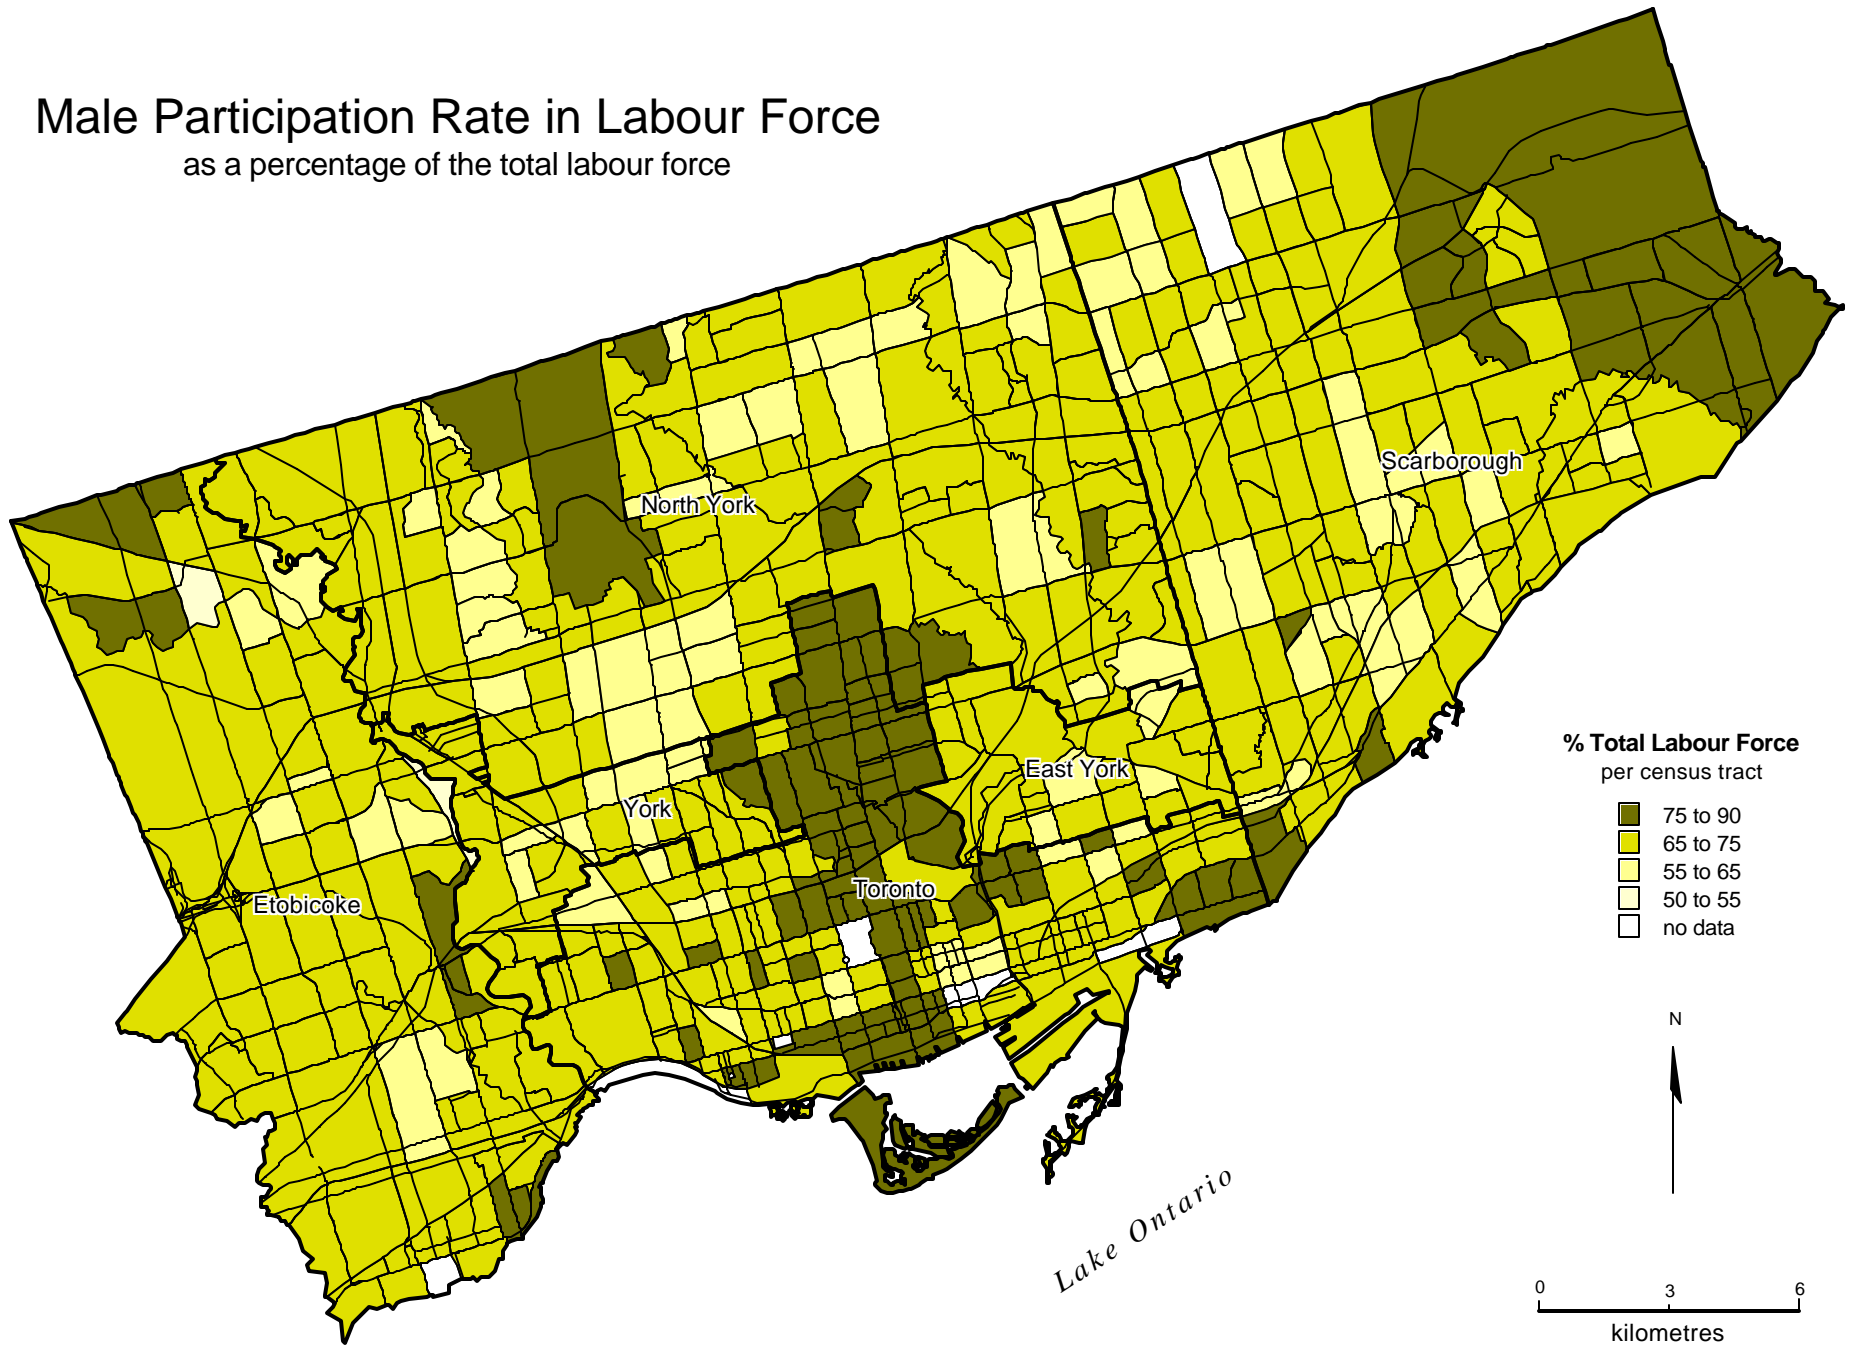 Male Participation Rate in Labour Force
as a percentage of the total labour force
Scarborough
North York
East York
York
Toronto
Etobicoke
% Total Labour Force
per census tract
75 to 90
65 to 75
55 to 65
50 to 55
no data
N
Lake Ontario
0 3 6
kilometres